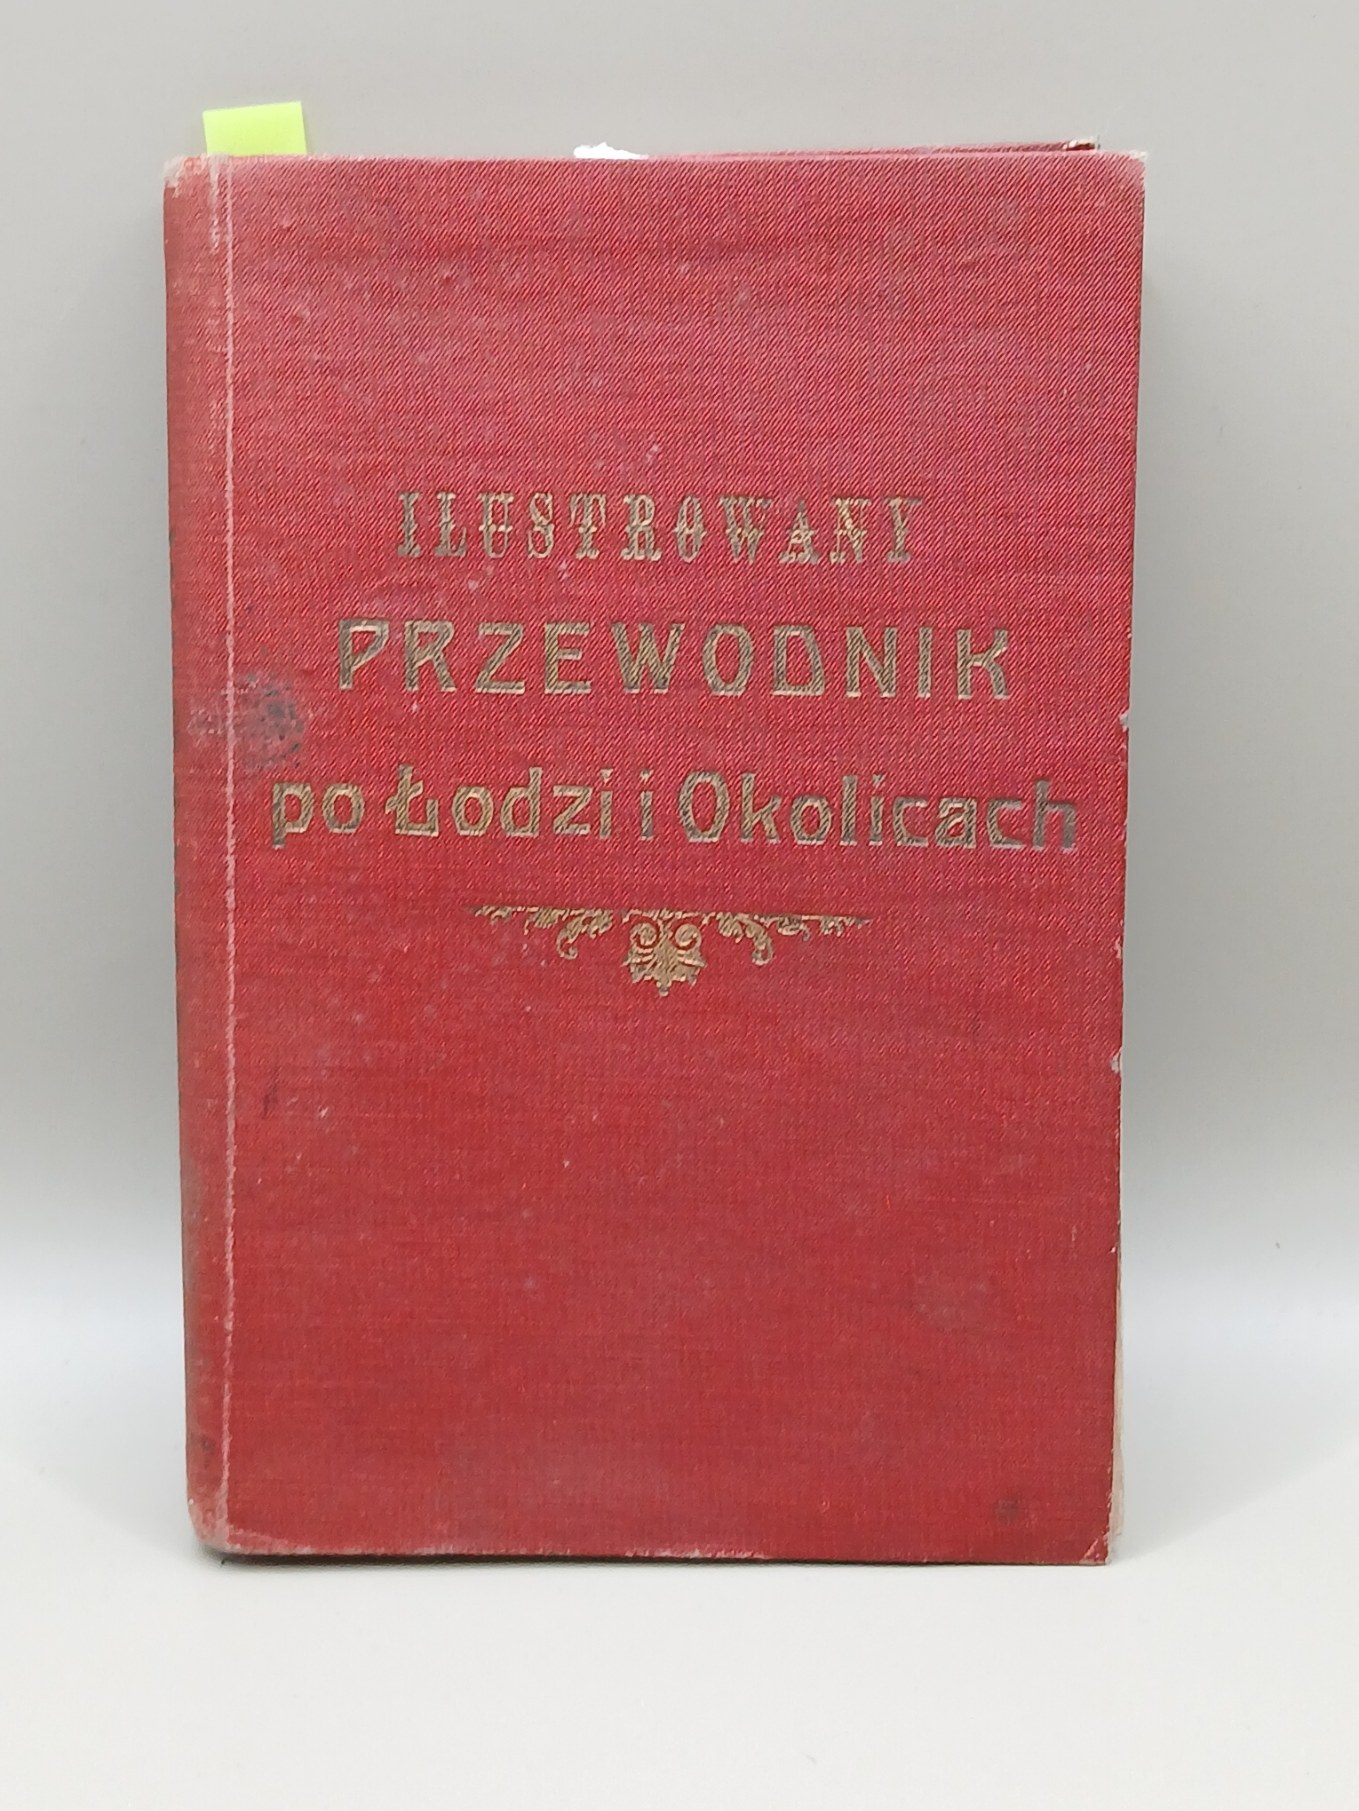 ILUSTROWANY
PRZEWODNIK
po Łodzi i Okolicach